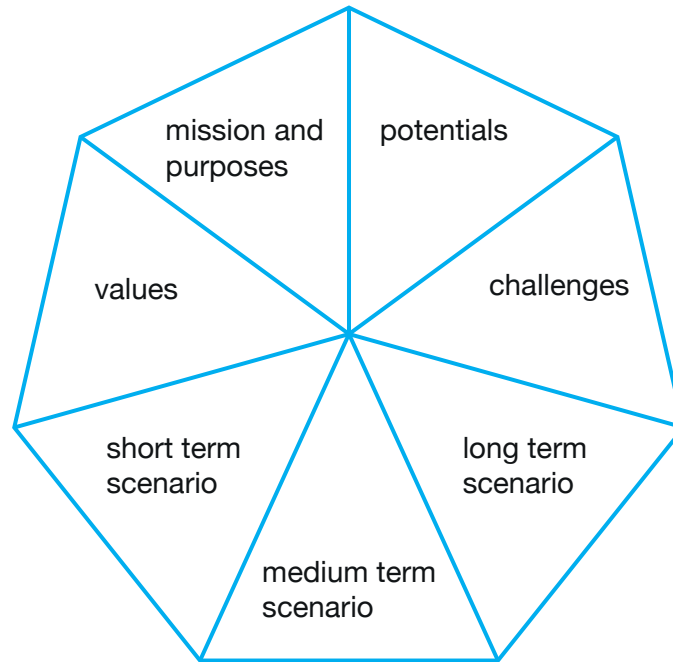 mission and
purposes
potentials
values
challenges
short term
scenario
long term
scenario
medium term
scenario